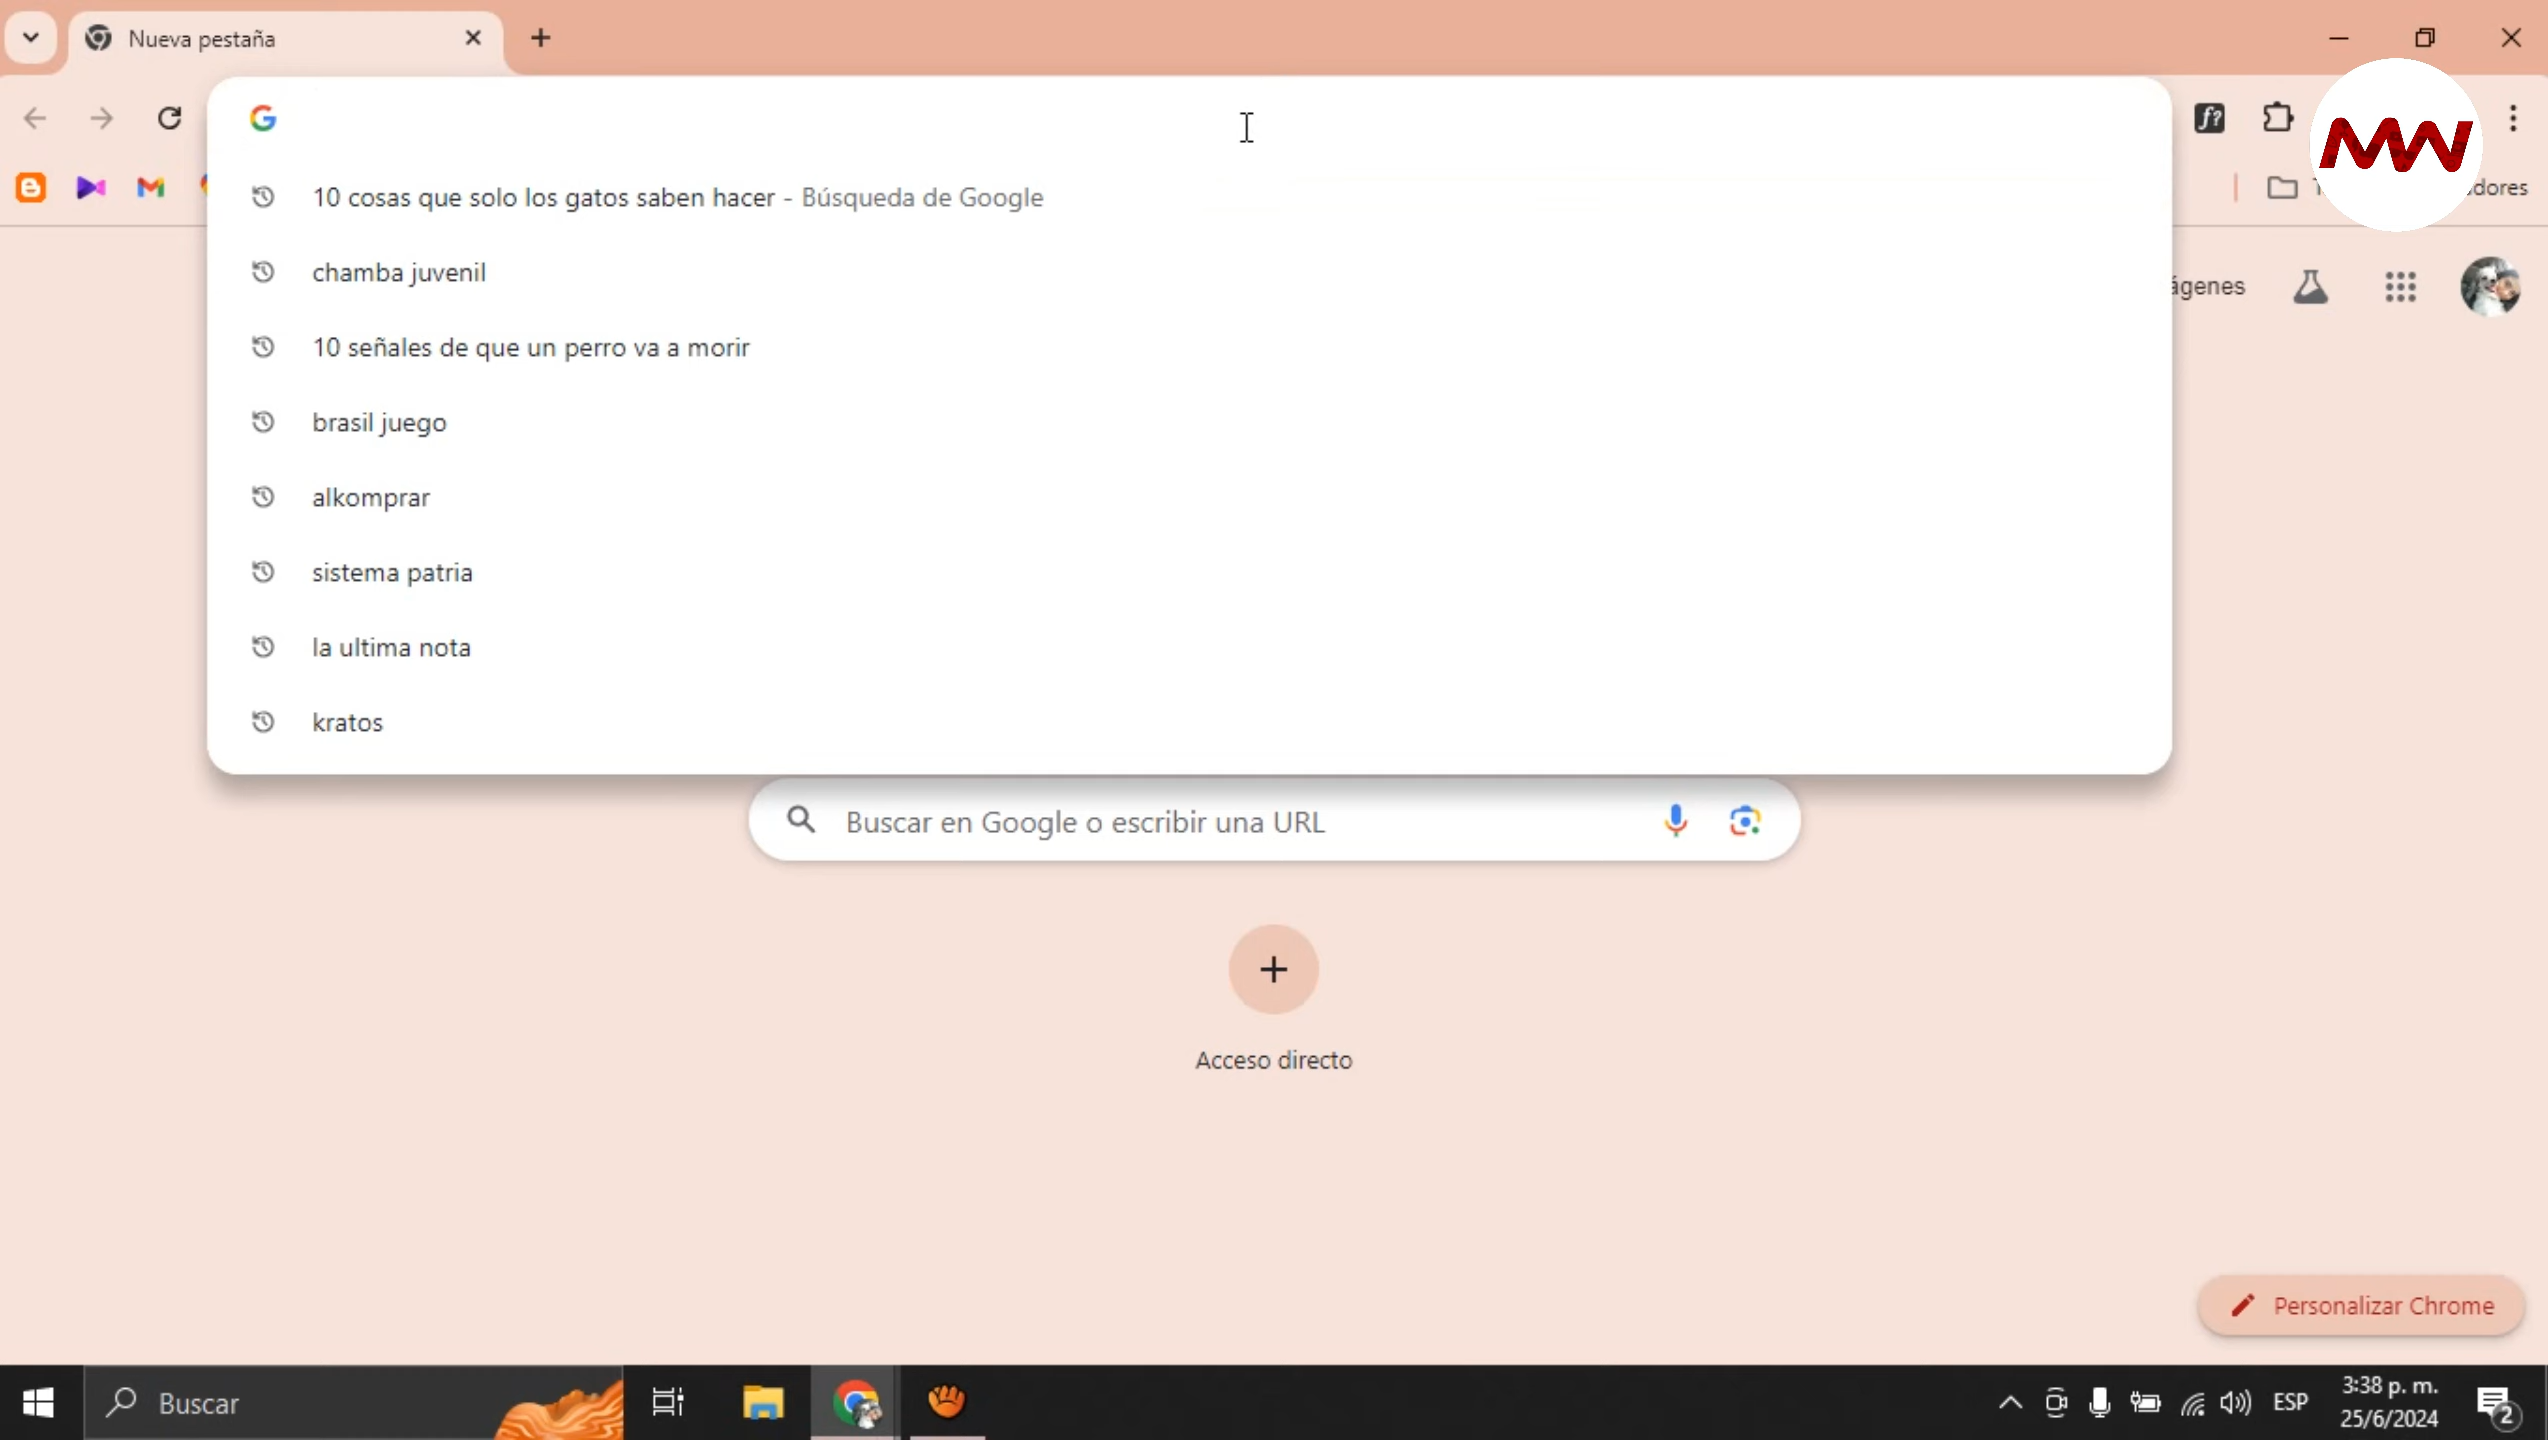 Nueva pestaña
10 cosas que solo los gatos saben hacer - Búsqueda de Google
chamba juvenil
10 señales de que un perro va a morir
brasil juego
alkomprar
sistema patria
la ultima nota
kratos
f?
MW
dores
ágenes
Buscar en Google o escribir una URL
Acceso directo
Personalizar Chrome
Buscar
ESP
3:38 p. m.
25/6/2024
2